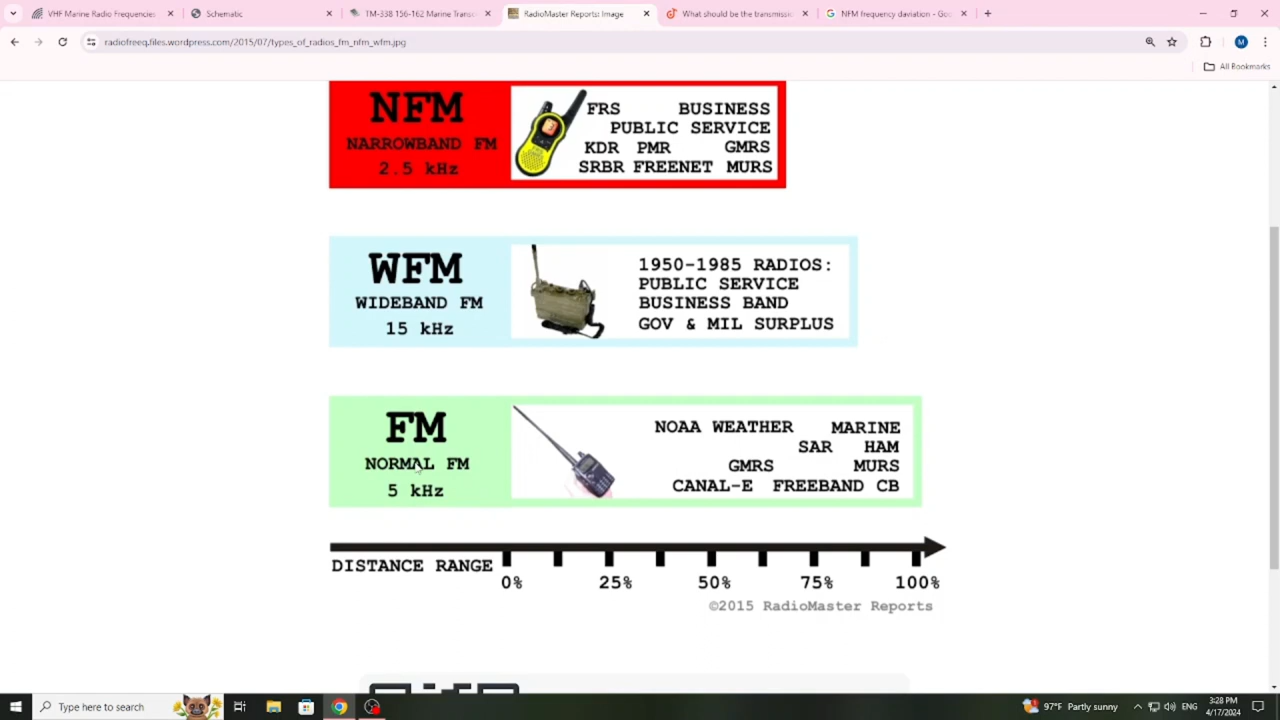 VHF Marine Radio Frequencies
Schematic
TM-338 156-162 Marine Transc
RadioMaster Reports: Image
What should the transmissio
NFM frequency deviation - Goo
radiofreeq.files.wordpress.com/2015/07/types_of_radios_fm_nfm_wfm.jpg
M
All Bookmarks
NFM
NARROWBAND FM
2.5 kHz
FRS BUSINESS
PUBLIC SERVICE
KDR PMR GMRS
SRBR FREENET MURS
WFM
WIDEBAND FM
15 kHz
1950-1985 RADIOS:
PUBLIC SERVICE
BUSINESS BAND
GOV & MIL SURPLUS
FM
NORMAL FM
5 kHz
NOAA WEATHER MARINE
SAR HAM
GMRS MURS
CANAL-E FREEBAND CB
DISTANCE RANGE
0% 25% 50% 75% 100%
©2015 RadioMaster Reports
Type here to search
97°F Partly sunny
ENG
3:28 PM
4/17/2024